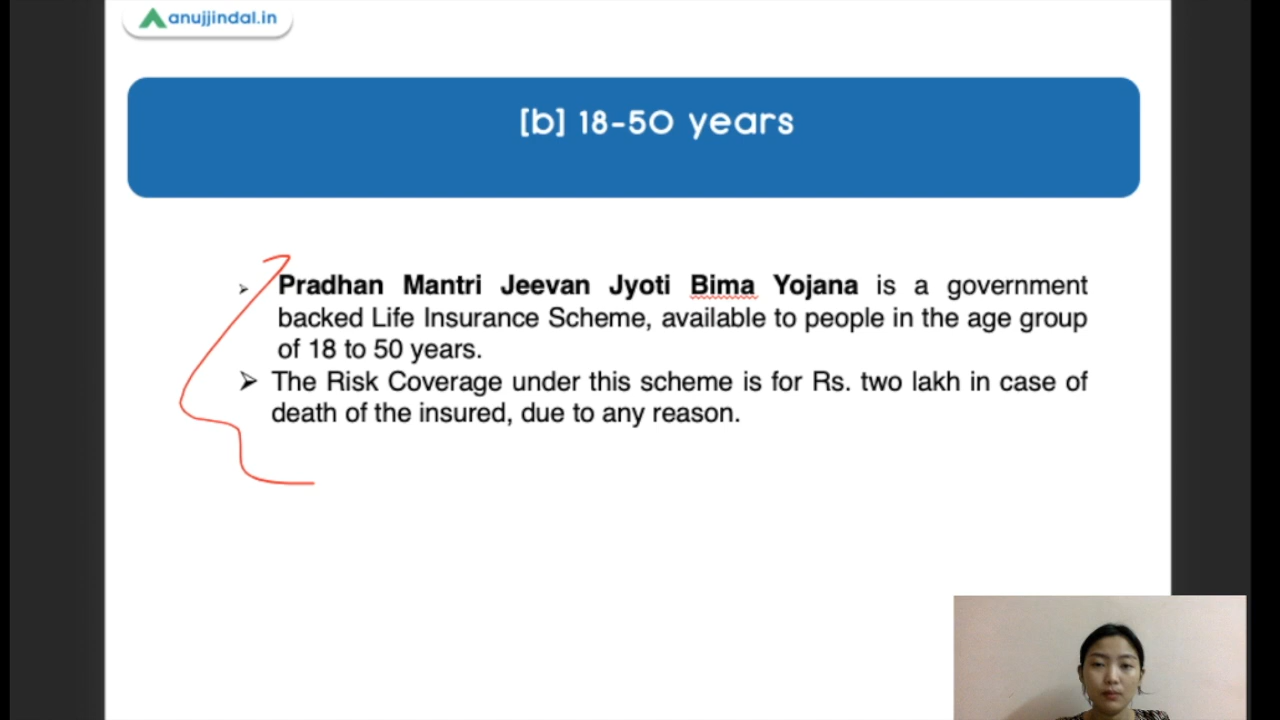 anujjindal.in
[b] 18-50 years
➢ Pradhan Mantri Jeevan Jyoti Bima Yojana is a government
backed Life Insurance Scheme, available to people in the age group
of 18 to 50 years.
➢ The Risk Coverage under this scheme is for Rs. two lakh in case of
death of the insured, due to any reason.